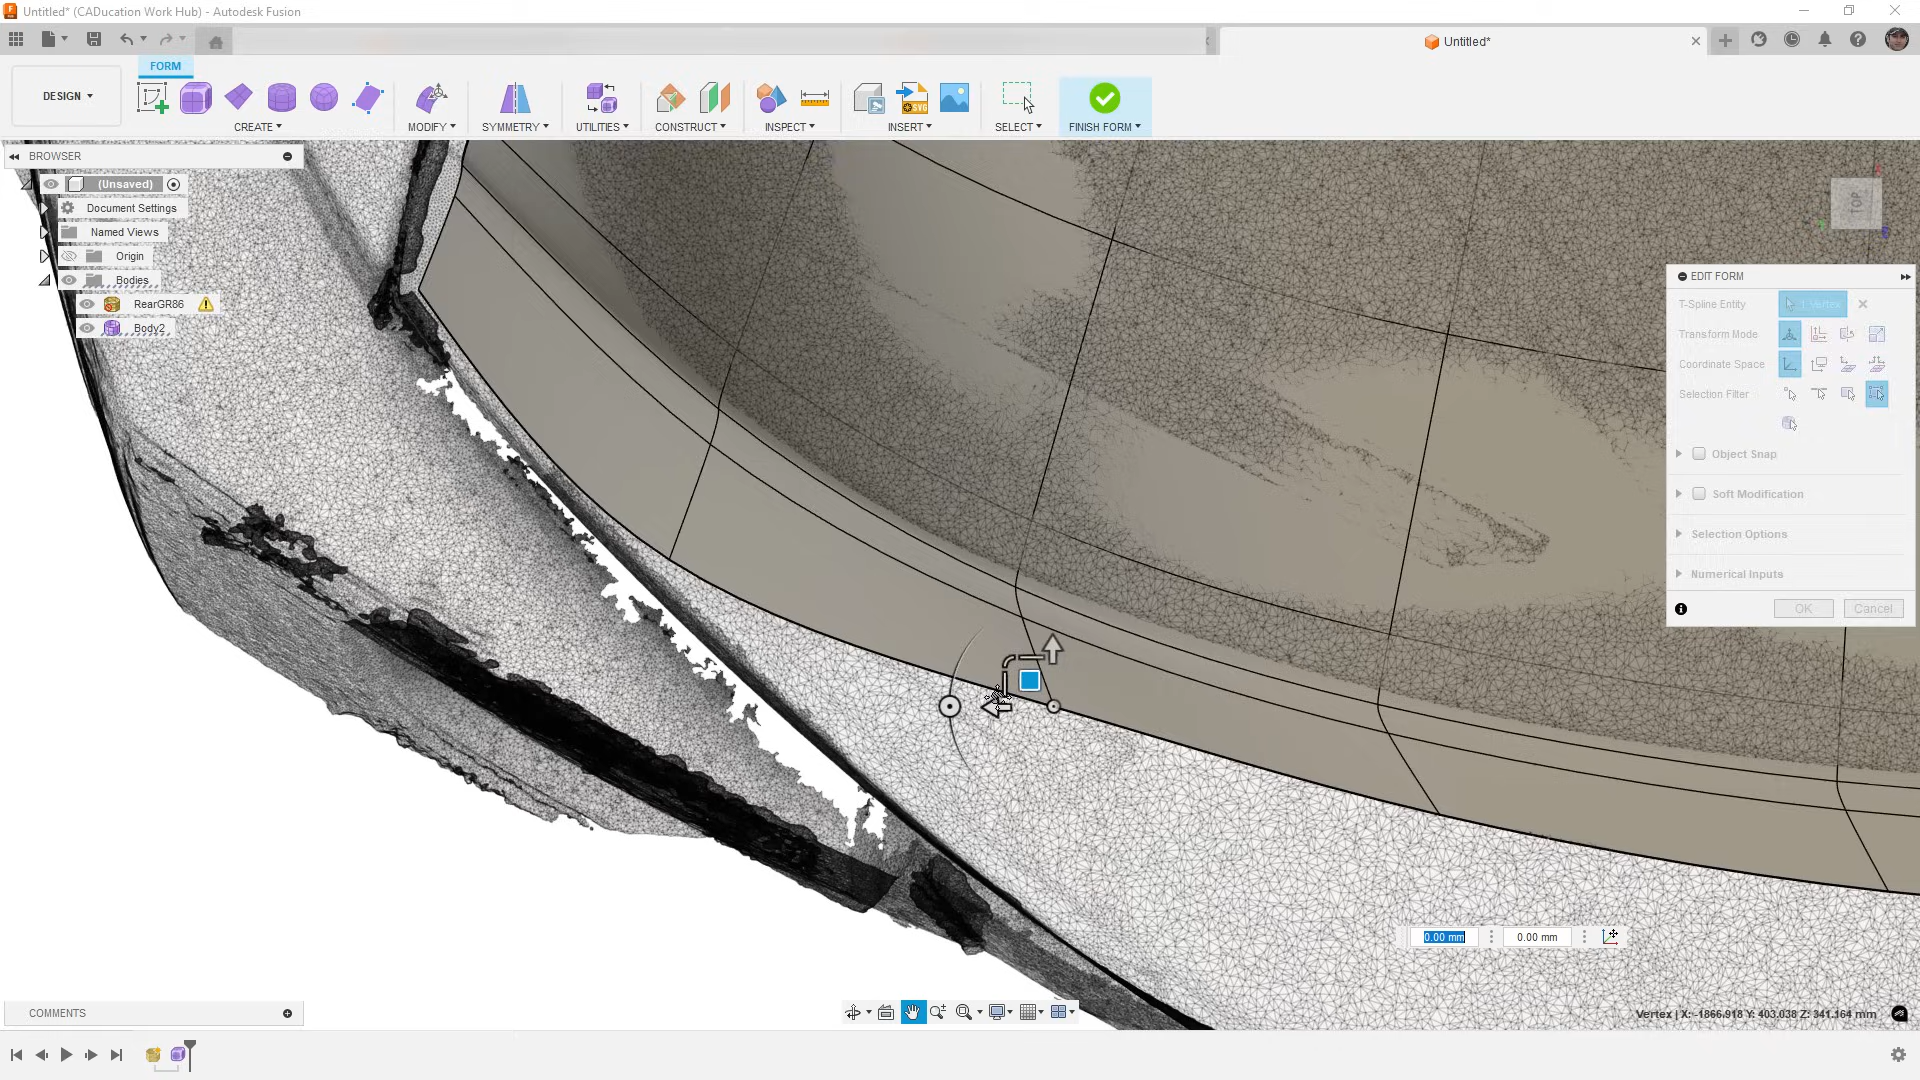 Untitled* (CADucation Work Hub) - Autodesk Fusion
Untitled*
FORM
DESIGN
CREATE
MODIFY
SYMMETRY
UTILITIES
CONSTRUCT
INSPECT
INSERT
SELECT
FINISH FORM
BROWSER
(Unsaved)
Document Settings
Named Views
Origin
Bodies
RearGR86
Body2
TOP
EDIT FORM
T-Spline Entity
1 Vertex
Transform Mode
Coordinate Space
Selection Filter
Object Snap
Soft Modification
Selection Options
Numerical Inputs
OK
Cancel
0.00 mm
0.00 mm
COMMENTS
Vertex | X: -1866.918 Y: 403.038 Z: 341.164 mm